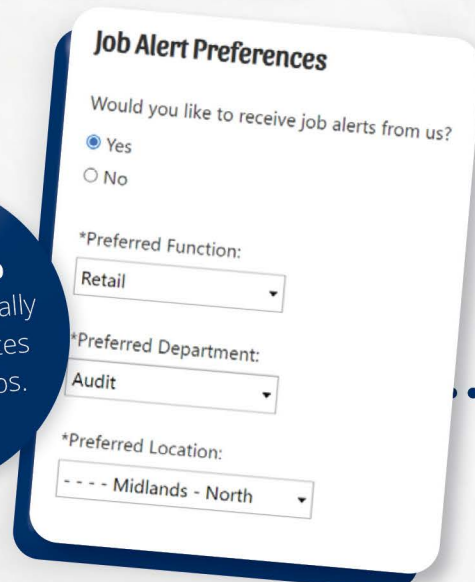 Job Alert Preferences
Would you like to receive job alerts from us?
Yes
No
*Preferred Function:
Retail
*Preferred Department:
Audit
*Preferred Location:
- - - - Midlands - North